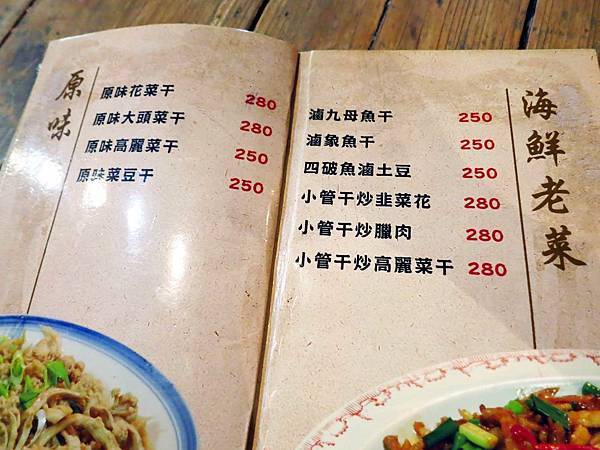 原味
原味花菜干 280
原味大頭菜干 280
原味高麗菜干 250
原味菜豆干 250
海鮮老菜
滷九母魚干 250
滷象魚干 250
四破魚滷土豆 250
小管干炒韭菜花 280
小管干炒臘肉 280
小管干炒高麗菜干 280